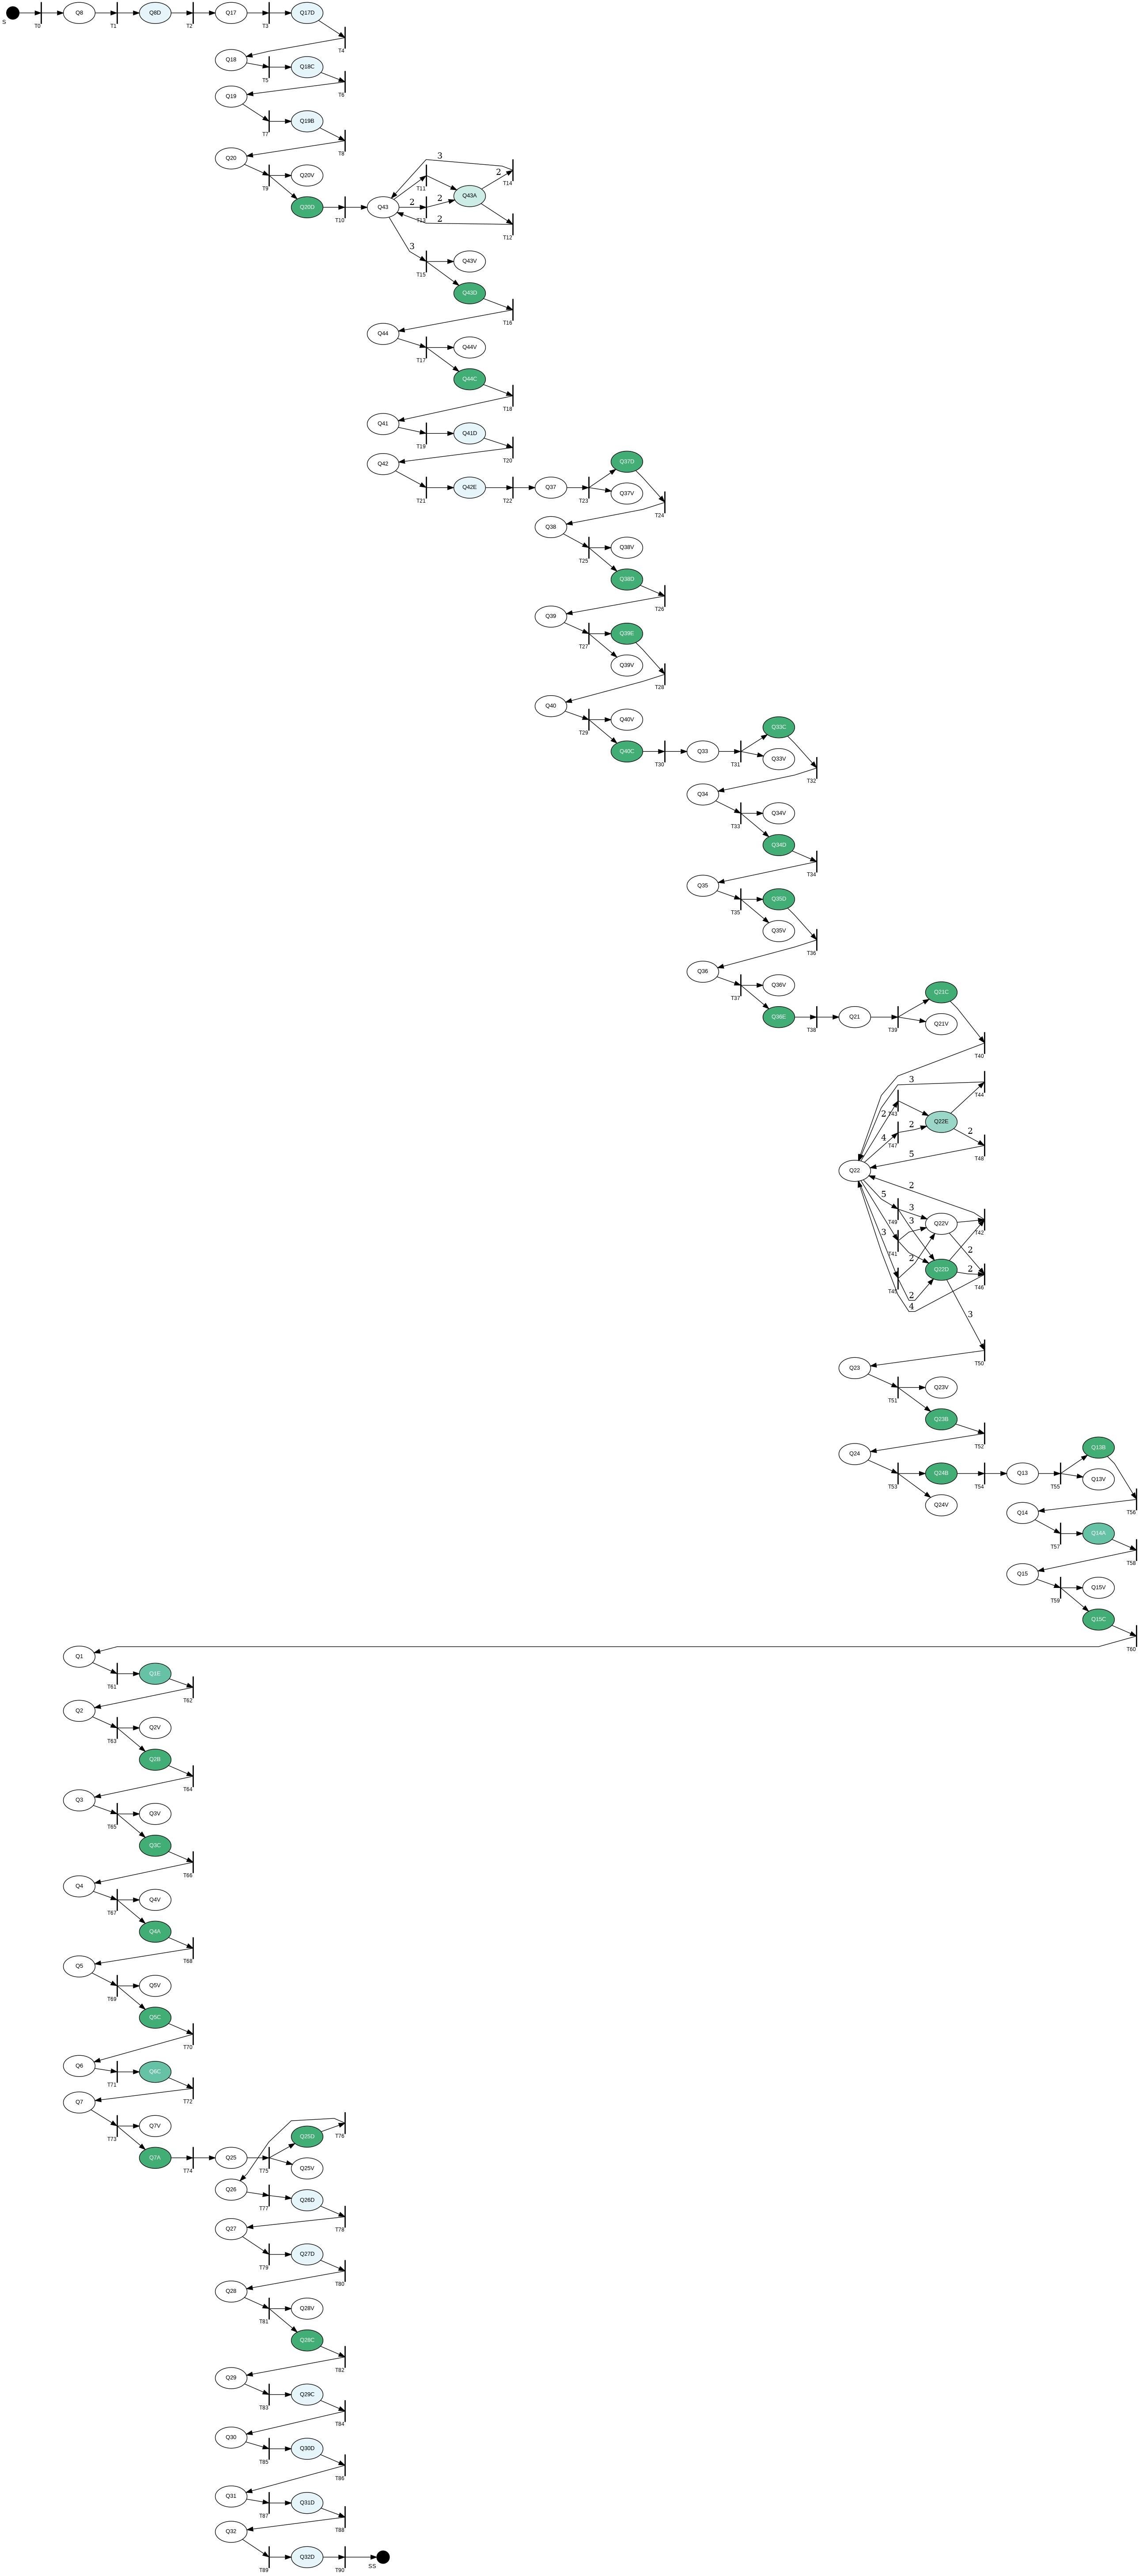 S
T0
Q8
T1
Q8D
T2
Q17
T3
Q17D
T4
Q18
T5
Q18C
T6
Q19
T7
Q19B
T8
Q20
T9
Q20V
Q20D
T10
Q43
T11
Q43A
2
T14
3
2
T13
2
2
T12
3
T15
Q43V
Q43D
T16
Q44
T17
Q44V
Q44C
T18
Q41
T19
Q41D
T20
Q42
T21
Q42E
T22
Q37
T23
Q37D
Q37V
T24
Q38
T25
Q38V
Q38D
T26
Q39
T27
Q39E
Q39V
T28
Q40
T29
Q40V
Q40C
T30
Q33
T31
Q33C
Q33V
T32
Q34
T33
Q34V
Q34D
T34
Q35
T35
Q35D
Q35V
T36
Q36
T37
Q36V
Q36E
T38
Q21
T39
Q21C
Q21V
T40
3
T44
2
T43
Q22E
4
T47
2
2
T48
5
Q22
2
5
T49
3
3
Q22V
T42
3
T41
2
2
Q22D
2
T46
T45
2
4
3
T50
Q23
T51
Q23V
Q23B
T52
Q24
T53
Q24B
Q24V
T54
Q13
T55
Q13B
Q13V
T56
Q14
T57
Q14A
T58
Q15
T59
Q15V
Q15C
T60
Q1
T61
Q1E
T62
Q2
T63
Q2V
Q2B
T64
Q3
T65
Q3V
Q3C
T66
Q4
T67
Q4V
Q4A
T68
Q5
T69
Q5V
Q5C
T70
Q6
T71
Q6C
T72
Q7
T73
Q7V
Q7A
T74
Q25
T75
Q25D
Q25V
T76
Q26
T77
Q26D
T78
Q27
T79
Q27D
T80
Q28
T81
Q28V
Q28C
T82
Q29
T83
Q29C
T84
Q30
T85
Q30D
T86
Q31
T87
Q31D
T88
Q32
T89
Q32D
T90
SS